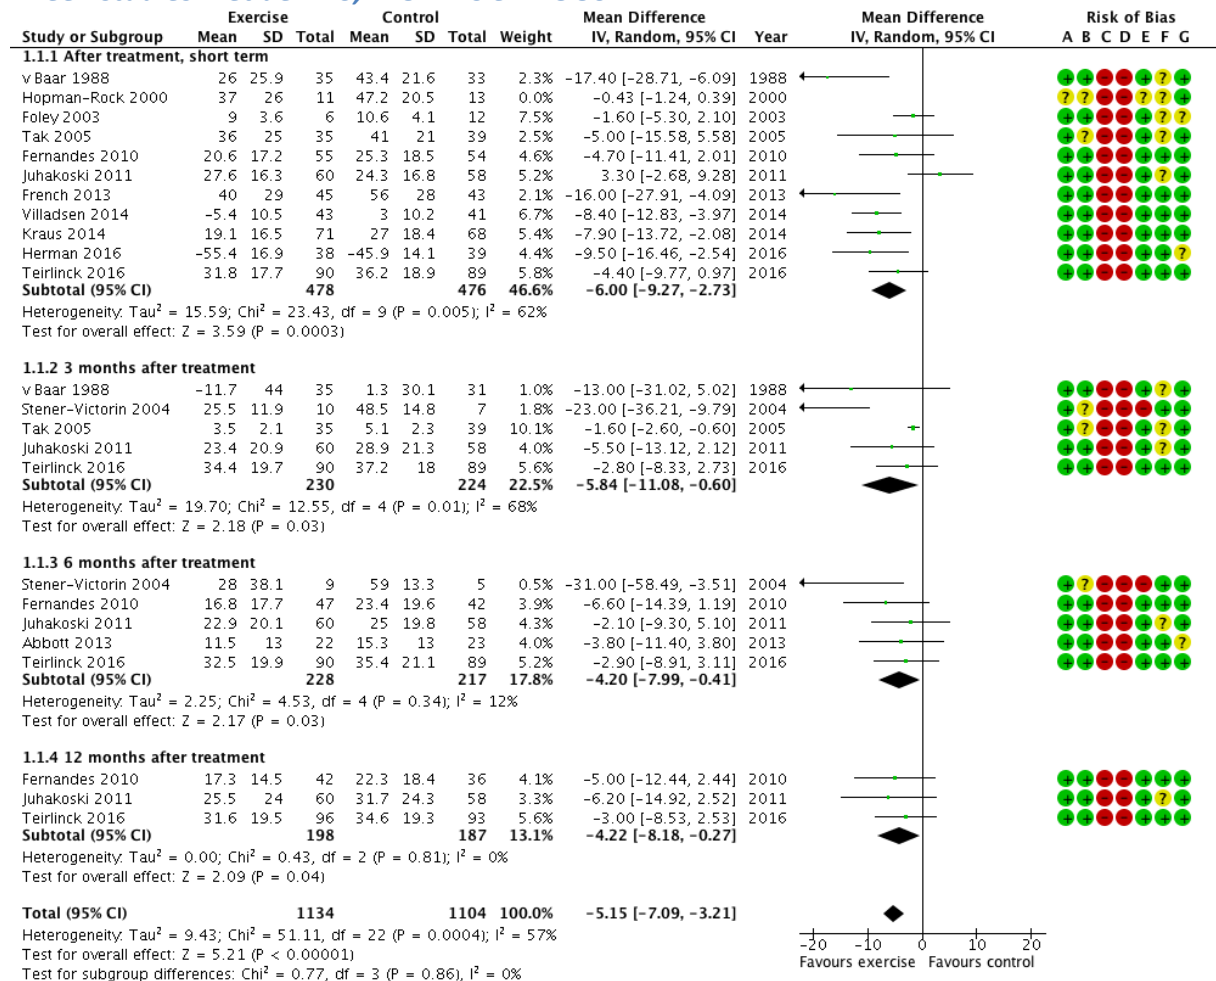 Exercise Control Mean Difference Mean Difference Risk of Bias
Study or Subgroup Mean SD Total Mean SD Total Weight IV, Random, 95% CI Year IV, Random, 95% CI A B C D E F G
1.1.1 After treatment, short term
v Baar 1988 26 25.9 35 43.4 21.6 33 2.3% -17.40 [-28.71, -6.09] 1988 + + - - + ? +
Hopman-Rock 2000 37 26 11 47.2 20.5 13 0.0% -0.43 [-1.24, 0.39] 2000 ? ? - - ? ? +
Foley 2003 9 3.6 6 10.6 4.1 12 7.5% -1.60 [-5.30, 2.10] 2003 + + - - + ? ?
Tak 2005 36 25 35 41 21 39 2.5% -5.00 [-15.58, 5.58] 2005 + ? - - + ? +
Fernandes 2010 20.6 17.2 55 25.3 18.5 54 4.6% -4.70 [-11.41, 2.01] 2010 + + - - + + +
Juhakoski 2011 27.6 16.3 60 24.3 16.8 58 5.2% 3.30 [-2.68, 9.28] 2011 + + - - + ? +
French 2013 40 29 45 56 28 43 2.1% -16.00 [-27.91, -4.09] 2013 + + - - + + +
Villadsen 2014 -5.4 10.5 43 3 10.2 41 6.7% -8.40 [-12.83, -3.97] 2014 + + - - + + +
Kraus 2014 19.1 16.5 71 27 18.4 68 5.4% -7.90 [-13.72, -2.08] 2014 + + - - + + +
Herman 2016 -55.4 16.9 38 -45.9 14.1 39 4.4% -9.50 [-16.46, -2.54] 2016 + + - - + + ?
Teirlinck 2016 31.8 17.7 90 36.2 18.9 89 5.8% -4.40 [-9.77, 0.97] 2016 + + - - + + +
Subtotal (95% CI) 478 476 46.6% -6.00 [-9.27, -2.73]
Heterogeneity: Tau² = 15.59; Chi² = 23.43, df = 9 (P = 0.005); I² = 62%
Test for overall effect: Z = 3.59 (P = 0.0003)
1.1.2 3 months after treatment
v Baar 1988 -11.7 44 35 1.3 30.1 31 1.0% -13.00 [-31.02, 5.02] 1988 + + - - + ? +
Stener-Victorin 2004 25.5 11.9 10 48.5 14.8 7 1.8% -23.00 [-36.21, -9.79] 2004 + ? - - - + +
Tak 2005 3.5 2.1 35 5.1 2.3 39 10.1% -1.60 [-2.60, -0.60] 2005 + ? - - + ? +
Juhakoski 2011 23.4 20.9 60 28.9 21.3 58 4.0% -5.50 [-13.12, 2.12] 2011 + + - - + ? +
Teirlinck 2016 34.4 19.7 90 37.2 18 89 5.6% -2.80 [-8.33, 2.73] 2016 + + - - + + +
Subtotal (95% CI) 230 224 22.5% -5.84 [-11.08, -0.60]
Heterogeneity: Tau² = 19.70; Chi² = 12.55, df = 4 (P = 0.01); I² = 68%
Test for overall effect: Z = 2.18 (P = 0.03)
1.1.3 6 months after treatment
Stener-Victorin 2004 28 38.1 9 59 13.3 5 0.5% -31.00 [-58.49, -3.51] 2004 + ? - - - + +
Fernandes 2010 16.8 17.7 47 23.4 19.6 42 3.9% -6.60 [-14.39, 1.19] 2010 + + - - + + +
Juhakoski 2011 22.9 20.1 60 25 19.8 58 4.3% -2.10 [-9.30, 5.10] 2011 + + - - + ? +
Abbott 2013 11.5 13 22 15.3 13 23 4.0% -3.80 [-11.40, 3.80] 2013 + + - - + + ?
Teirlinck 2016 32.5 19.9 90 35.4 21.1 89 5.2% -2.90 [-8.91, 3.11] 2016 + + - - + + +
Subtotal (95% CI) 228 217 17.8% -4.20 [-7.99, -0.41]
Heterogeneity: Tau² = 2.25; Chi² = 4.53, df = 4 (P = 0.34); I² = 12%
Test for overall effect: Z = 2.17 (P = 0.03)
1.1.4 12 months after treatment
Fernandes 2010 17.3 14.5 42 22.3 18.4 36 4.1% -5.00 [-12.44, 2.44] 2010 + + - - + + +
Juhakoski 2011 25.5 24 60 31.7 24.3 58 3.3% -6.20 [-14.92, 2.52] 2011 + + - - + ? +
Teirlinck 2016 31.6 19.5 96 34.6 19.3 93 5.6% -3.00 [-8.53, 2.53] 2016 + + - - + + +
Subtotal (95% CI) 198 187 13.1% -4.22 [-8.18, -0.27]
Heterogeneity: Tau² = 0.00; Chi² = 0.43, df = 2 (P = 0.81); I² = 0%
Test for overall effect: Z = 2.09 (P = 0.04)
Total (95% CI) 1134 1104 100.0% -5.15 [-7.09, -3.21]
Heterogeneity: Tau² = 9.43; Chi² = 51.11, df = 22 (P = 0.0004); I² = 57%
Test for overall effect: Z = 5.21 (P < 0.00001)
Test for subgroup differences: Chi² = 0.77, df = 3 (P = 0.86), I² = 0%
-20 -10 0 10 20
Favours exercise Favours control